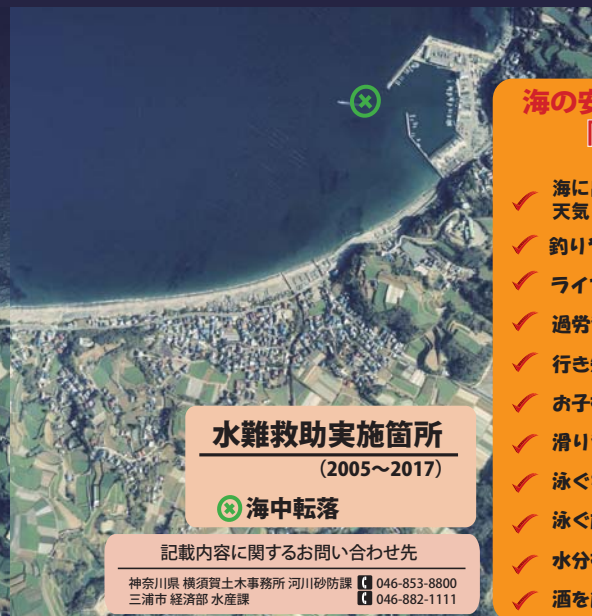 水難救助実施箇所
(2005〜2017)
海中転落
記載内容に関するお問い合わせ先
神奈川県 横須賀土木事務所 河川砂防課 046-853-8800
三浦市 経済部 水産課 046-882-1111
海の安
海に
天気
釣り
ライ
過労
行き
お子
滑り
泳ぐ
泳ぐ
水分
酒を